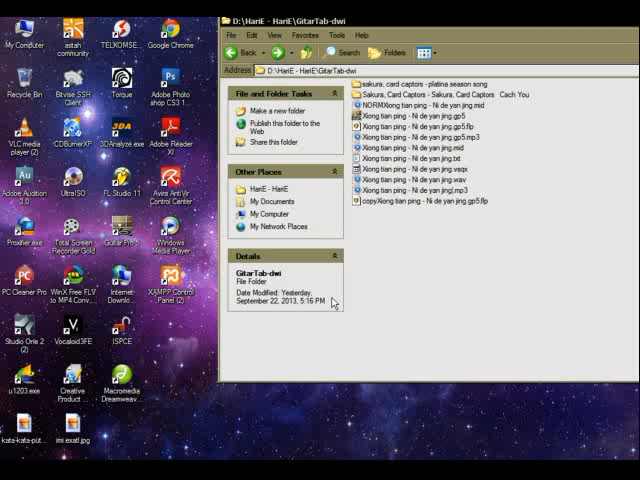 My Computer
astah community
TELKOMSE...
Google Chrome
Recycle Bin
Bitvise SSH Client
Torque
Adobe Photoshop CS3 1...
VLC media player (2)
CDBurnerXP
3DAnalyze.exe
Adobe Reader XI
Adobe Audition 3.0
UltraISO
FL Studio 11
Avira AntiVir Control Center
Proxifier.exe
Total Screen Recorder Gold
Guitar Pro 5
Windows Media Player
PC Cleaner Pro
WinX Free FLV to MP4 Conv...
Internet Downlo...
XAMPP Control Panel (2)
Studio One 2 (2)
Vocaloid3FE
ISPCE
u1203.exe
Creative Product ...
Macromedia Dreamweav...
kata-kata-put...
imi.exatl.jpg
D:\HariE - HariE\GitarTab-dwi
File Edit View Favorites Tools Help
Back Search Folders
Address D:\HariE - HariE\GitarTab-dwi
File and Folder Tasks
Make a new folder
Publish this folder to the
Web
Share this folder
Other Places
HariE - HariE
My Documents
My Computer
My Network Places
Details
GitarTab-dwi
File Folder
Date Modified: Yesterday,
September 22, 2013, 5:16 PM
sakura, card captors - platina season song
Sakura, Card Captors - Sakura, Card Captors Cach You
NORMXiong tian ping - Ni de yan jing.mid
Xiong tian ping - Ni de yan jing.gp5
Xiong tian ping - Ni de yan jing.gp5.flp
Xiong tian ping - Ni de yan jing.gp5.mp3
Xiong tian ping - Ni de yan jing.mid
Xiong tian ping - Ni de yan jing.txt
Xiong tian ping - Ni de yan jing.vsqx
Xiong tian ping - Ni de yan jing.wav
Xiong tian ping - Ni de yan jing(.mp3
copyXiong tian ping - Ni de yan jing.gp5.flp